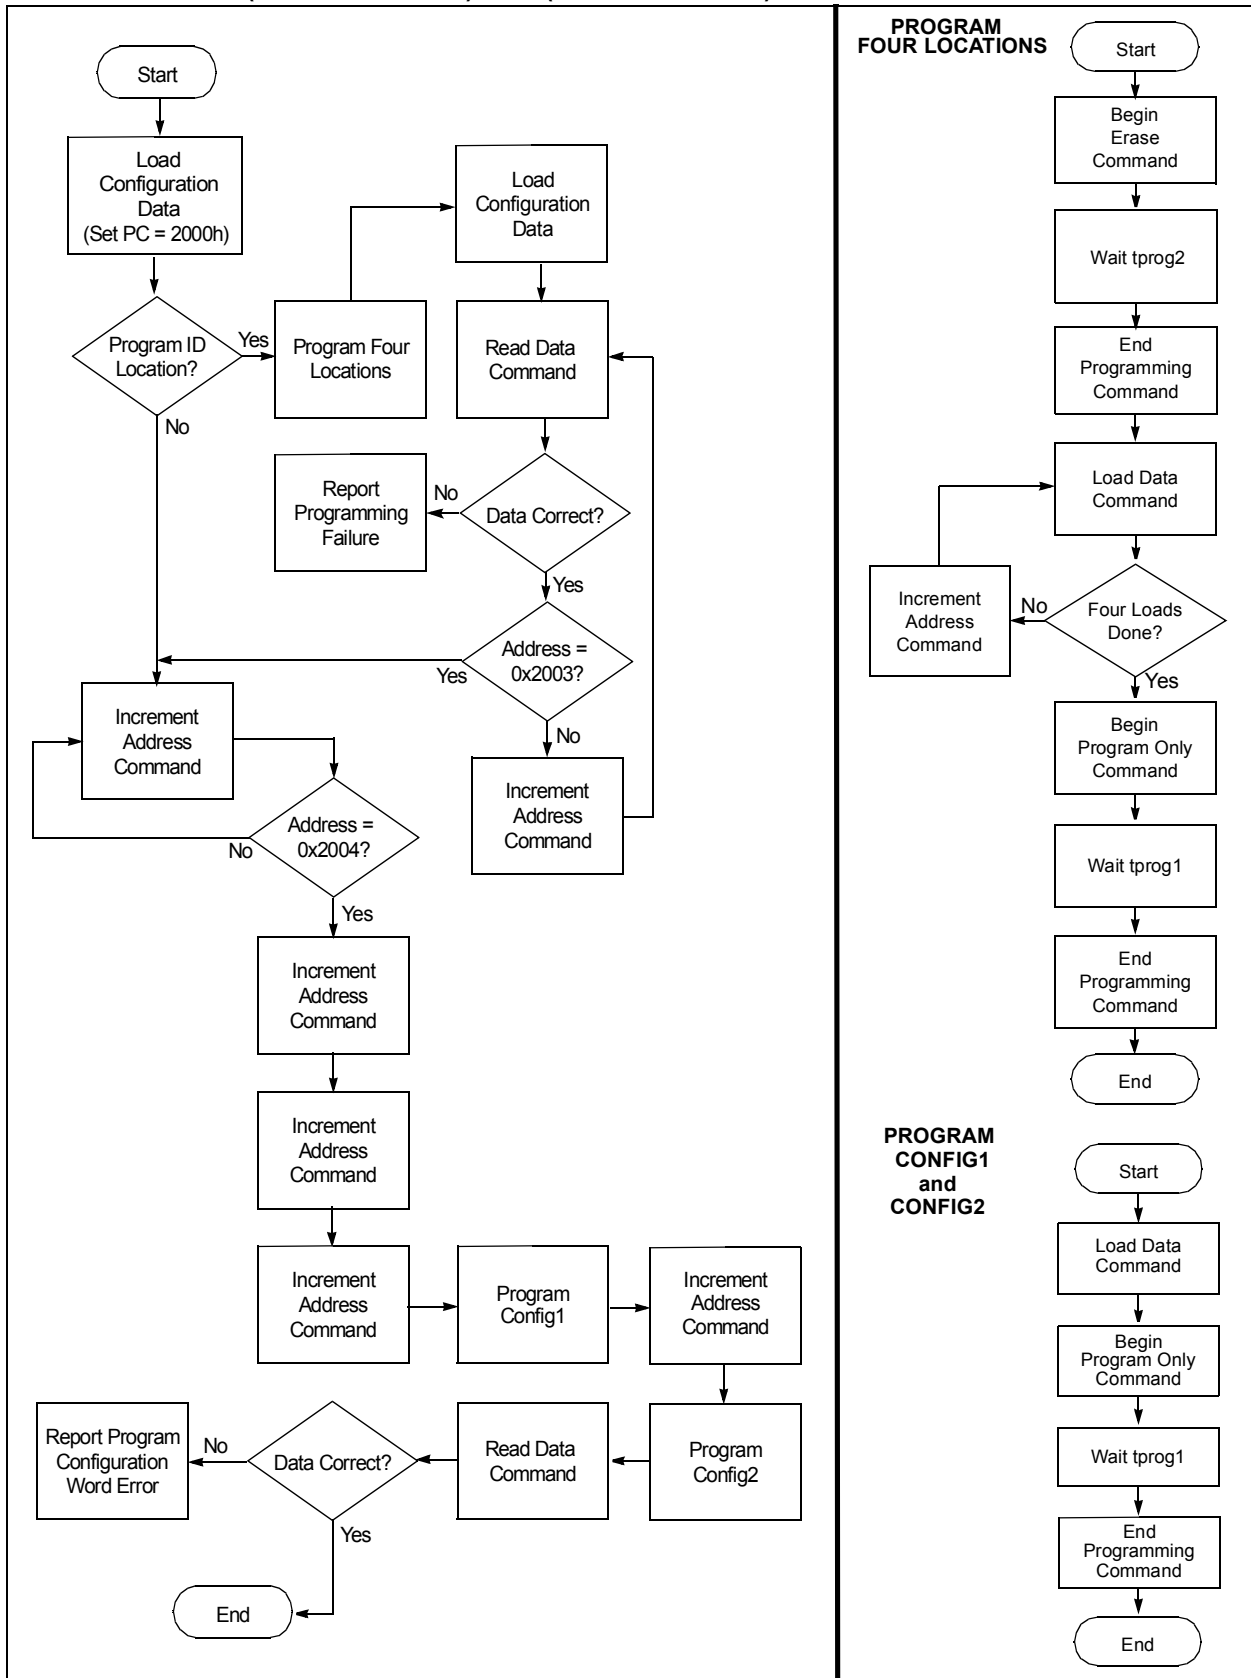 Start
Load
Configuration
Data
(Set PC = 2000h)
Program ID
Location?
Yes
No
Program Four
Locations
Load
Configuration
Data
Read Data
Command
Data Correct?
No
Report
Programming
Failure
Yes
Address =
0x2003?
Yes
No
Increment
Address
Command
Increment
Address
Command
Address =
0x2004?
No
Yes
Increment
Address
Command
Increment
Address
Command
Increment
Address
Command
Program
Config1
Increment
Address
Command
Program
Config2
Read Data
Command
Data Correct?
No
Report Program
Configuration
Word Error
Yes
End
PROGRAM
FOUR LOCATIONS
Start
Begin
Erase
Command
Wait tprog2
End
Programming
Command
Load Data
Command
Four Loads
Done?
No
Increment
Address
Command
Yes
Begin
Program Only
Command
Wait tprog1
End
Programming
Command
End
PROGRAM
CONFIG1
and
CONFIG2
Start
Load Data
Command
Begin
Program Only
Command
Wait tprog1
End
Programming
Command
End